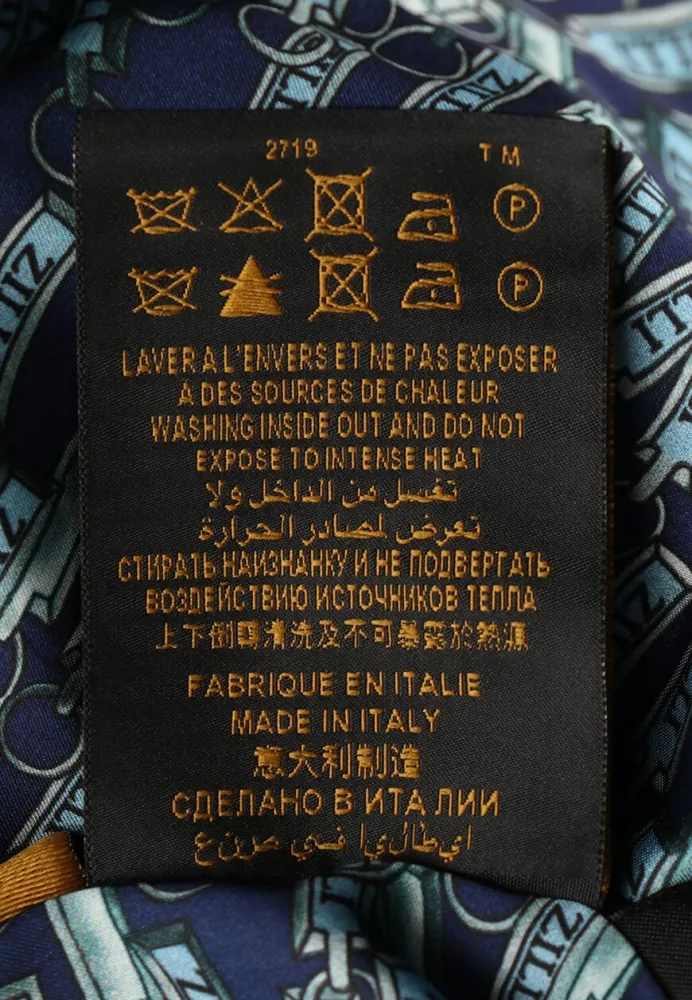 2719 TM
P
P
LAVER A L'ENVERS ET NE PAS EXPOSER
A DES SOURCES DE CHALEUR
WASHING INSIDE OUT AND DO NOT
EXPOSE TO INTENSE HEAT
تغسل من الداخل ولا
تعرض لمصادر الحرارة
СТИРАТЬ НАИЗНАНКУ И НЕ ПОДВЕРГАТЬ
ВОЗДЕЙСТВИЮ ИСТОЧНИКОВ ТЕПЛА
上下倒 清洗及不可暴露於熱源
FABRIQUE EN ITALIE
MADE IN ITALY
意大利制造
СДЕЛАНО В ИТАЛИИ
ايطاليا في صنع